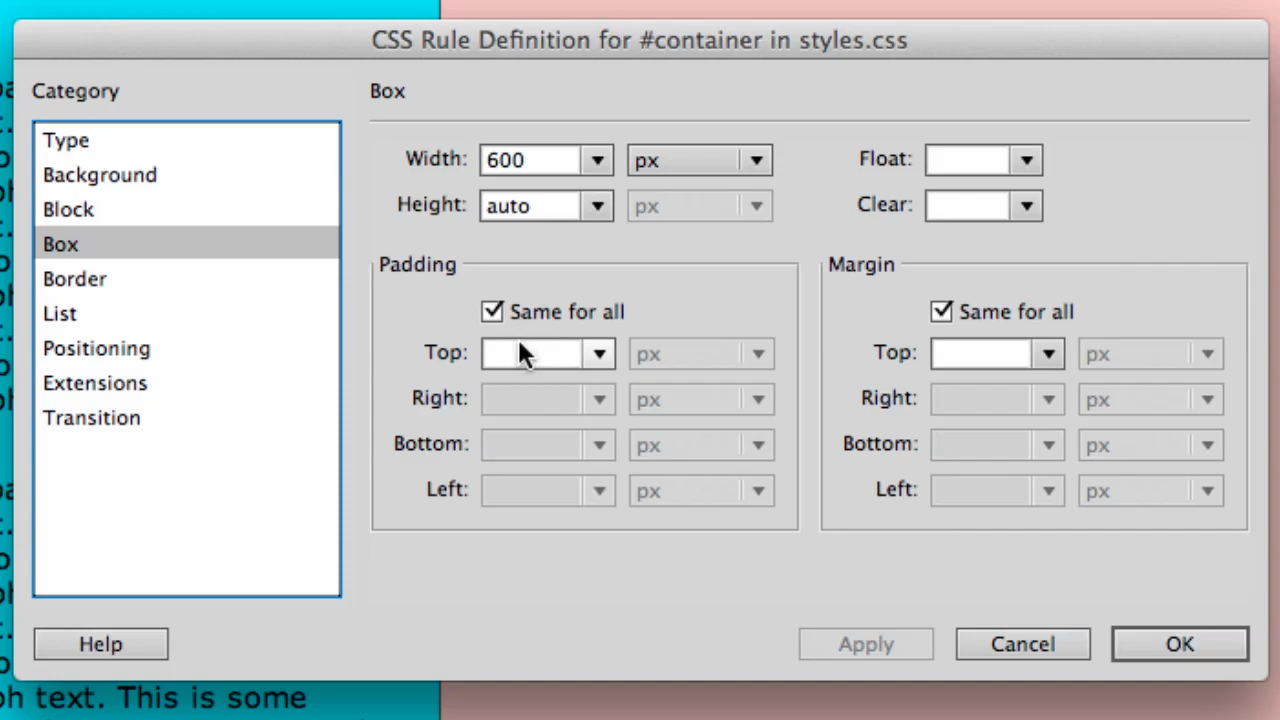 CSS Rule Definition for #container in styles.css
Category
Type
Background
Block
Box
Border
List
Positioning
Extensions
Transition
Box
Width: 600 px Float:
Height: auto px Clear:
Padding
Same for all
Top: px
Right: px
Bottom: px
Left: px
Margin
Same for all
Top: px
Right: px
Bottom: px
Left: px
Help Apply Cancel OK
text. This is some